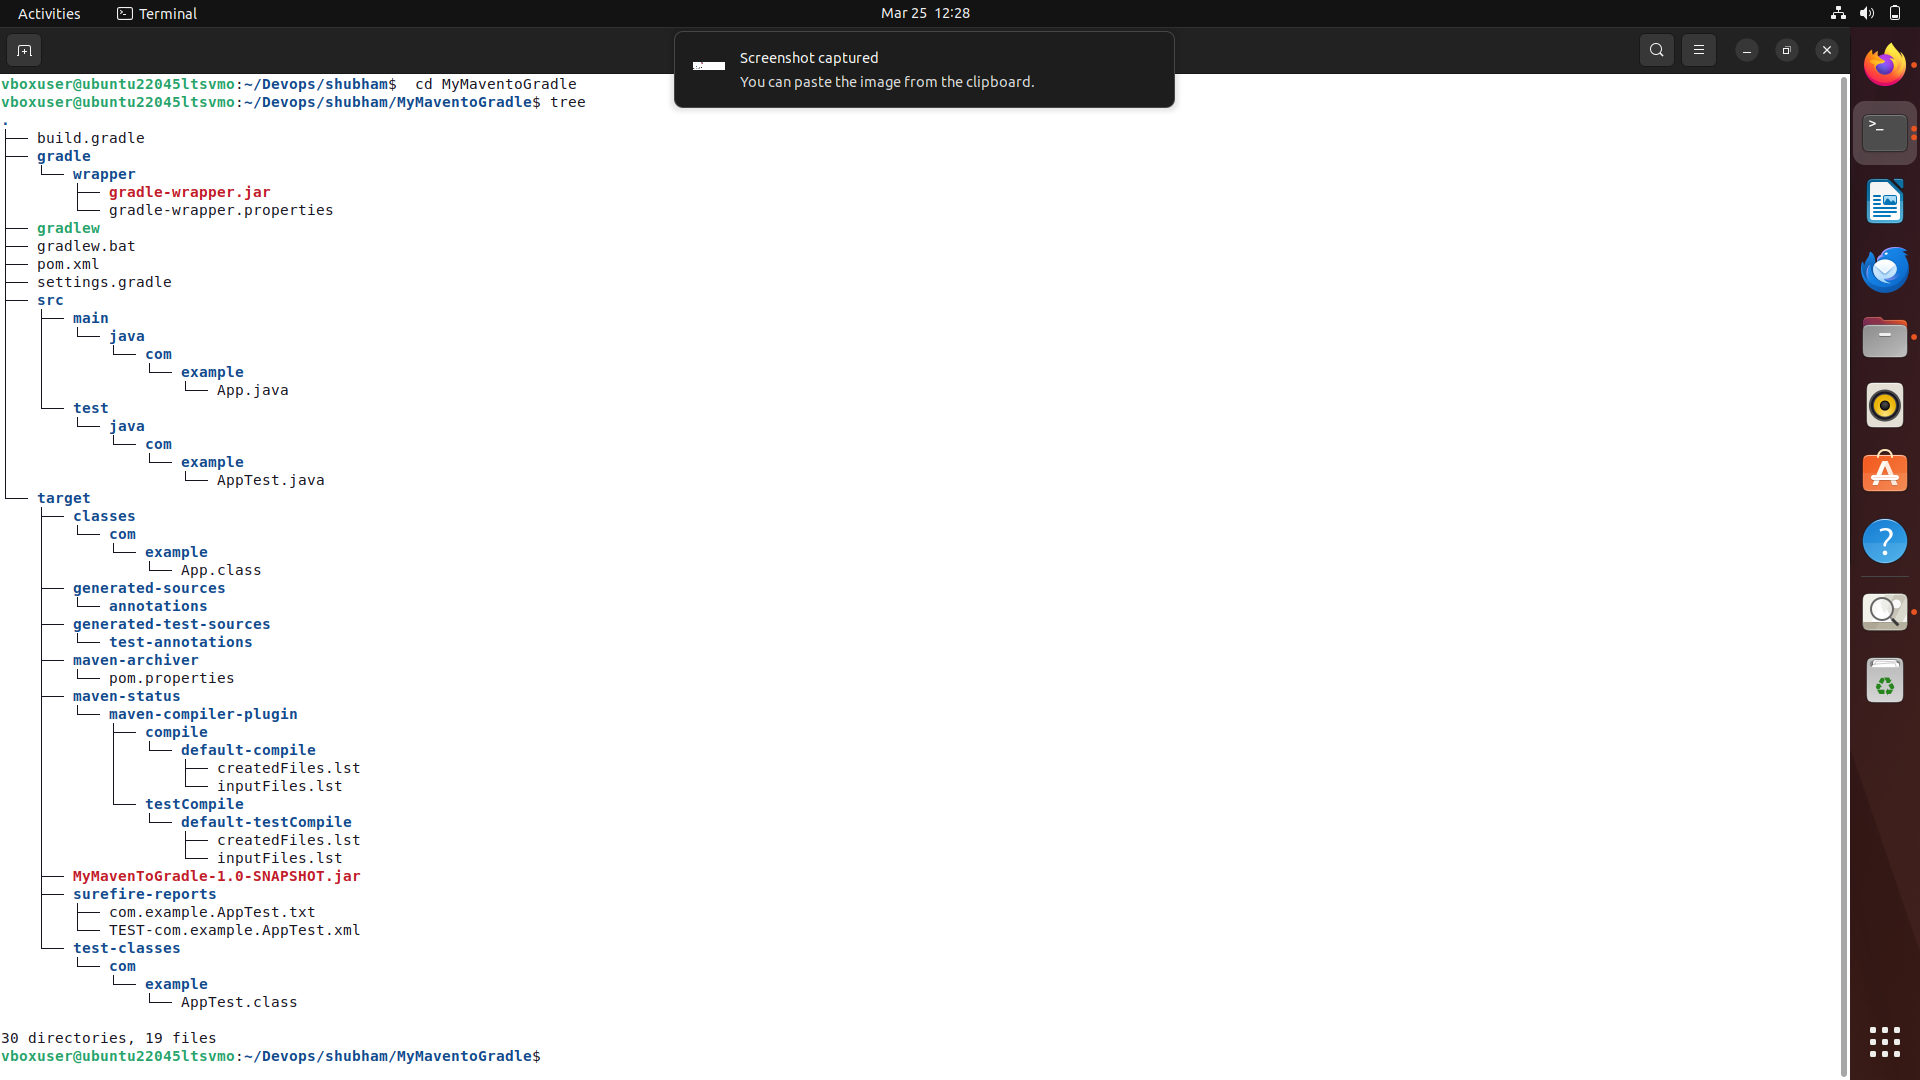 Activities Terminal Mar 25 12:28
Screenshot captured
You can paste the image from the clipboard.
vboxuser@ubuntu22045ltsvmo:~/Devops/shubham$  cd MyMaventoGradle
vboxuser@ubuntu22045ltsvmo:~/Devops/shubham/MyMaventoGradle$ tree
.
├── build.gradle
├── gradle
│   └── wrapper
│       ├── gradle-wrapper.jar
│       └── gradle-wrapper.properties
├── gradlew
├── gradlew.bat
├── pom.xml
├── settings.gradle
├── src
│   ├── main
│   │   └── java
│   │       └── com
│   │           └── example
│   │               └── App.java
│   └── test
│       └── java
│           └── com
│               └── example
│                   └── AppTest.java
└── target
    ├── classes
    │   └── com
    │       └── example
    │           └── App.class
    ├── generated-sources
    │   └── annotations
    ├── generated-test-sources
    │   └── test-annotations
    ├── maven-archiver
    │   └── pom.properties
    ├── maven-status
    │   └── maven-compiler-plugin
    │       ├── compile
    │       │   └── default-compile
    │       │       ├── createdFiles.lst
    │       │       └── inputFiles.lst
    │       └── testCompile
    │           └── default-testCompile
    │               ├── createdFiles.lst
    │               └── inputFiles.lst
    ├── MyMavenToGradle-1.0-SNAPSHOT.jar
    ├── surefire-reports
    │   ├── com.example.AppTest.txt
    │   └── TEST-com.example.AppTest.xml
    └── test-classes
        └── com
            └── example
                └── AppTest.class

30 directories, 19 files
vboxuser@ubuntu22045ltsvmo:~/Devops/shubham/MyMaventoGradle$